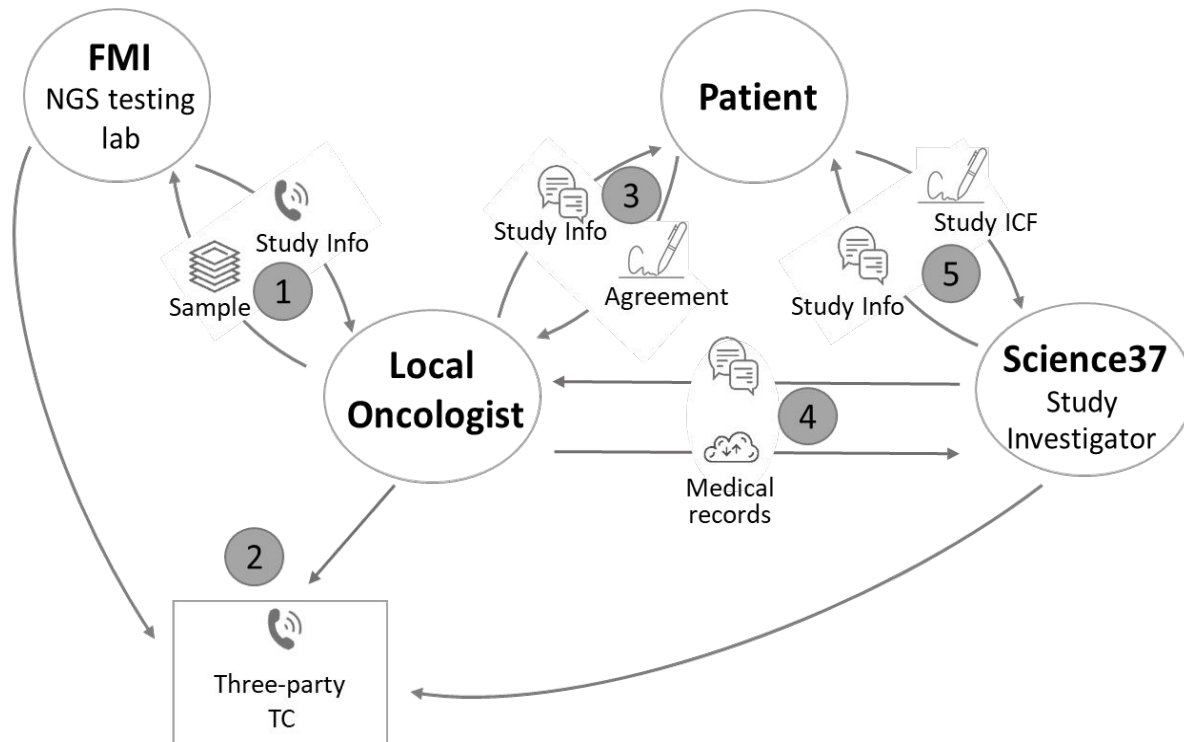 FMI
NGS testing
lab
Patient
Study Info
Sample
1
Study Info
3
Agreement
Study ICF
5
Study Info
Local
Oncologist
Science37
Study
Investigator
4
Medical
records
2
Three-party
TC